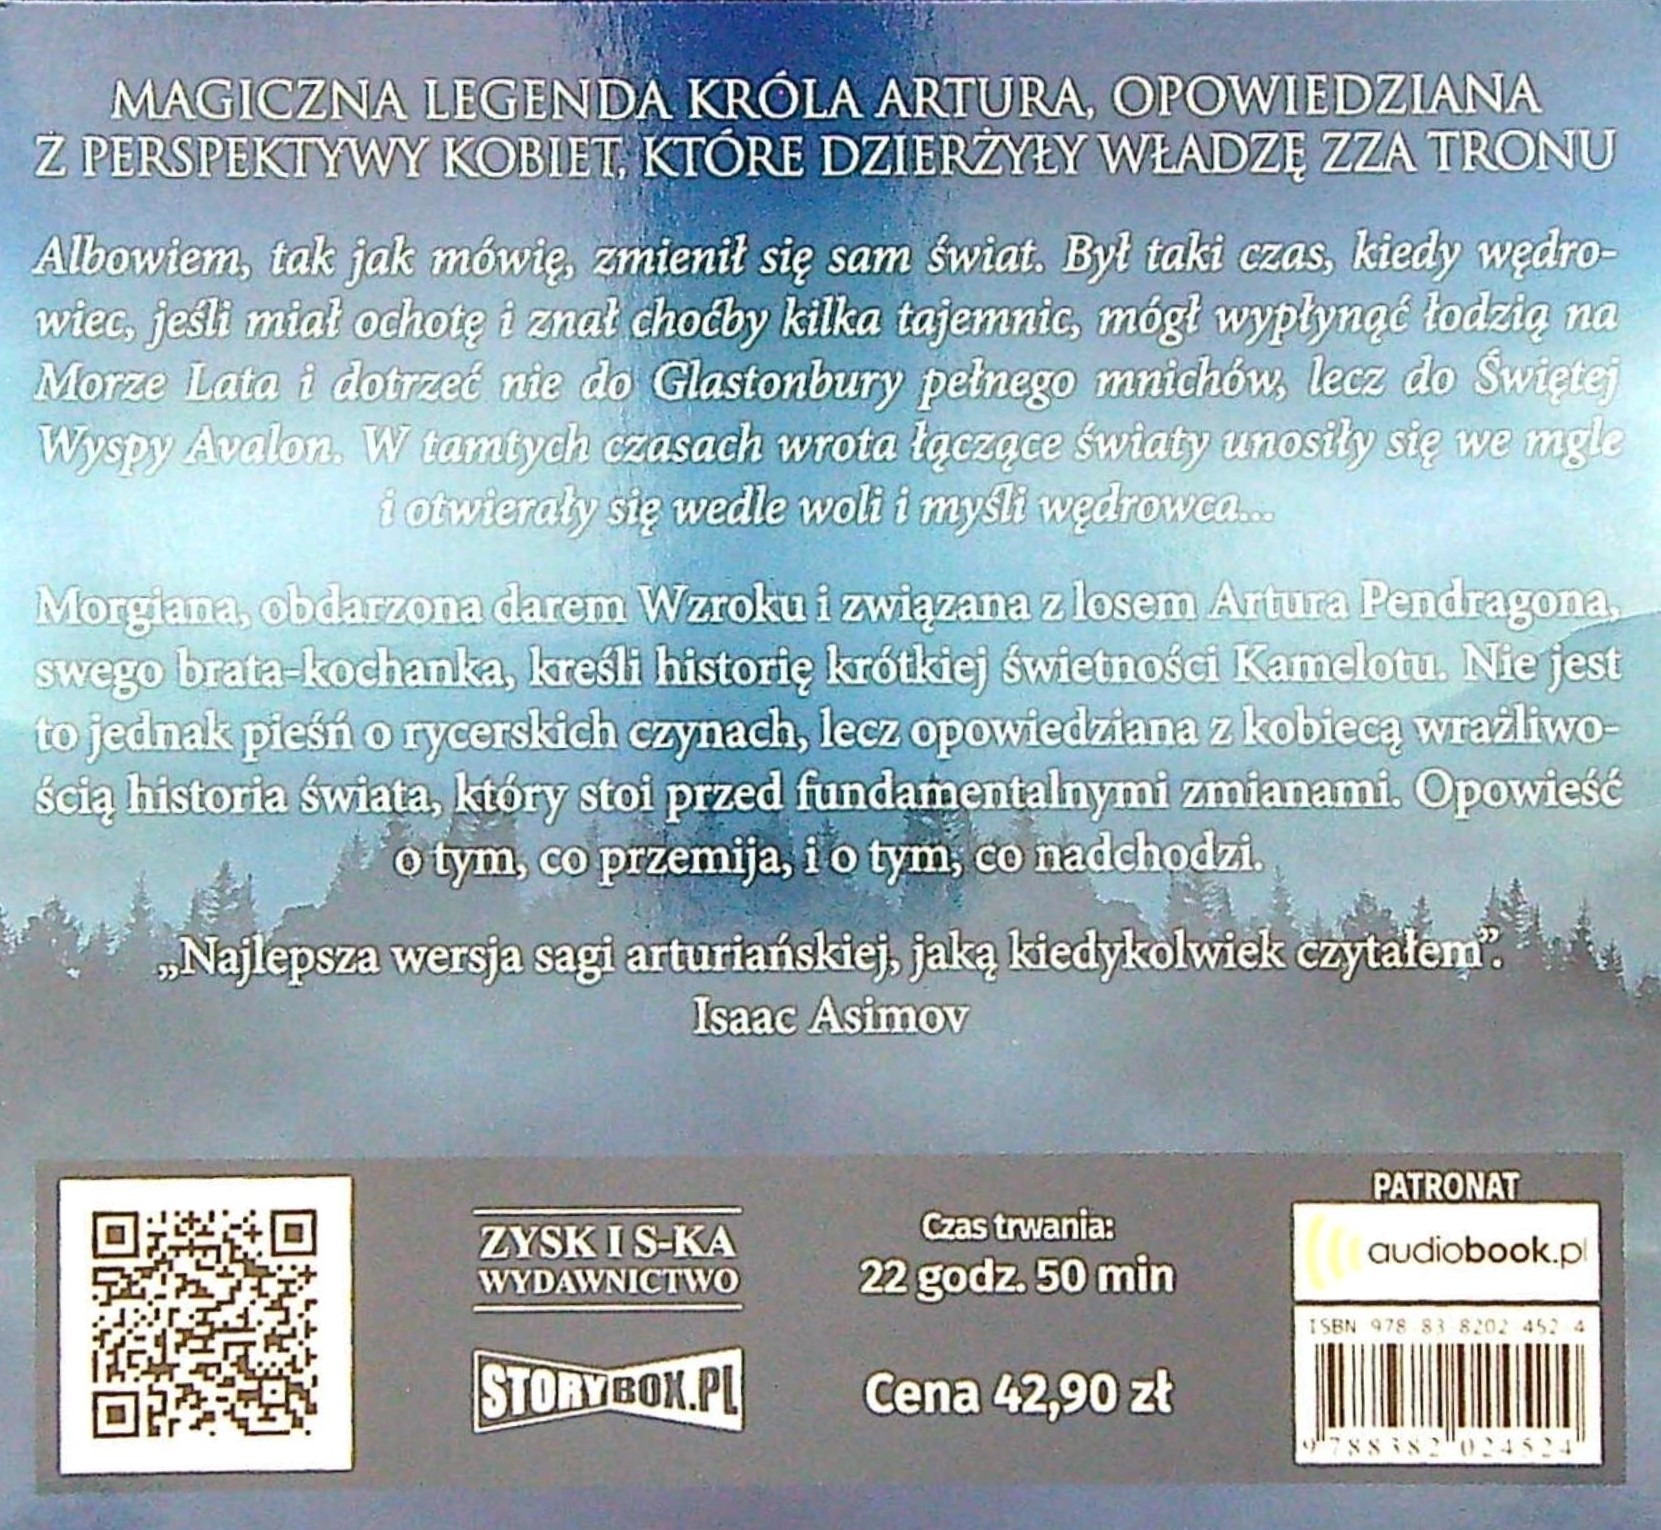 MAGICZNA LEGENDA KRÓLA ARTURA, OPOWIEDZIANA
Z PERSPEKTYWY KOBIET, KTÓRE DZIERŻYŁY WŁADZĘ ZZA TRONU
Albowiem, tak jak mówię, zmienił się sam świat. Był taki czas, kiedy wędro-
wiec, jeśli miał ochotę i znał choćby kilka tajemnic, mógł wypłynąć łodzią na
Morze Lata i dotrzeć nie do Glastonbury pełnego mnichów, lecz do Świętej
Wyspy Avalon. W tamtych czasach wrota łączące światy unosiły się we mgle
i otwierały się wedle woli i myśli wędrowca...
Morgiana, obdarzona darem Wzroku i związana z losem Artura Pendragona,
swego brata-kochanka, kreśli historię krótkiej świetności Kamelotu. Nie jest
to jednak pieśń o rycerskich czynach, lecz opowiedziana z kobiecą wrażliwo-
ścią historia świata, który stoi przed fundamentalnymi zmianami. Opowieść
o tym, co przemija, i o tym, co nadchodzi.
„Najlepsza wersja sagi arturiańskiej, jaką kiedykolwiek czytałem”.
Isaac Asimov
ZYSK I S-KA
WYDAWNICTWO
STORYBOX.PL
Czas trwania:
22 godz. 50 min
Cena 42,90 zł
PATRONAT
audiobook.pl
ISBN 978 83 8202 452 4
9 788382 024524